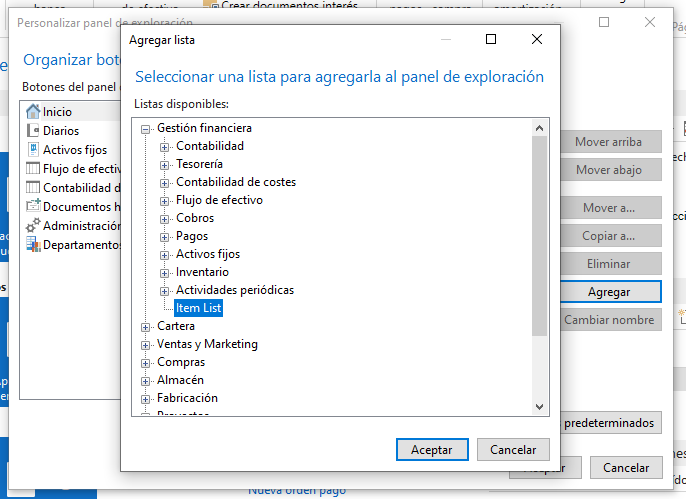 Crear documentos interés
Personalizar panel de exploración
Organizar bot
Botones del panel
Inicio
Diarios
Activos fijos
Flujo de efectiv
Contabilidad d
Documentos h
Administración
Departamentos
Agregar lista
Seleccionar una lista para agregarla al panel de exploración
Listas disponibles:
Gestión financiera
Contabilidad
Tesorería
Contabilidad de costes
Flujo de efectivo
Cobros
Pagos
Activos fijos
Inventario
Actividades periódicas
Item List
Cartera
Ventas y Marketing
Compras
Almacén
Fabricación
Aceptar
Cancelar
Mover arriba
Mover abajo
Mover a...
Copiar a...
Eliminar
Agregar
Cambiar nombre
predeterminados
Cancelar
Nueva orden pago